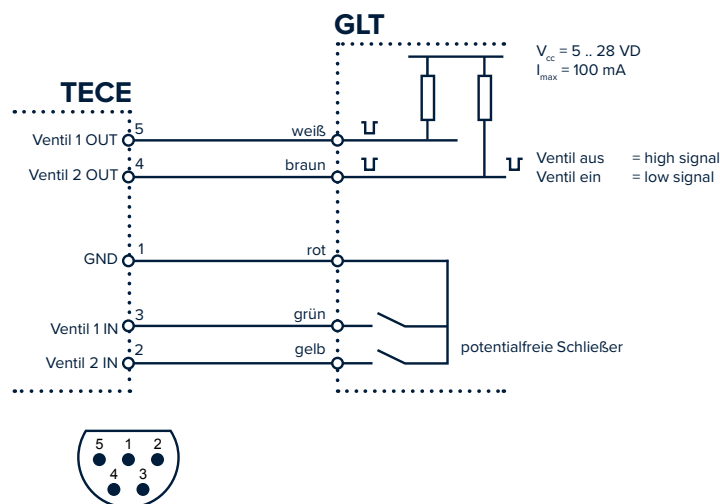 GLT
V_cc = 5 .. 28 VD
I_max = 100 mA
TECE
Ventil 1 OUT 5 weiß
Ventil 2 OUT 4 braun
Ventil aus = high signal
Ventil ein = low signal
GND 1 rot
Ventil 1 IN 3 grün
Ventil 2 IN 2 gelb
potentialfreie Schließer
5 1 2
4 3